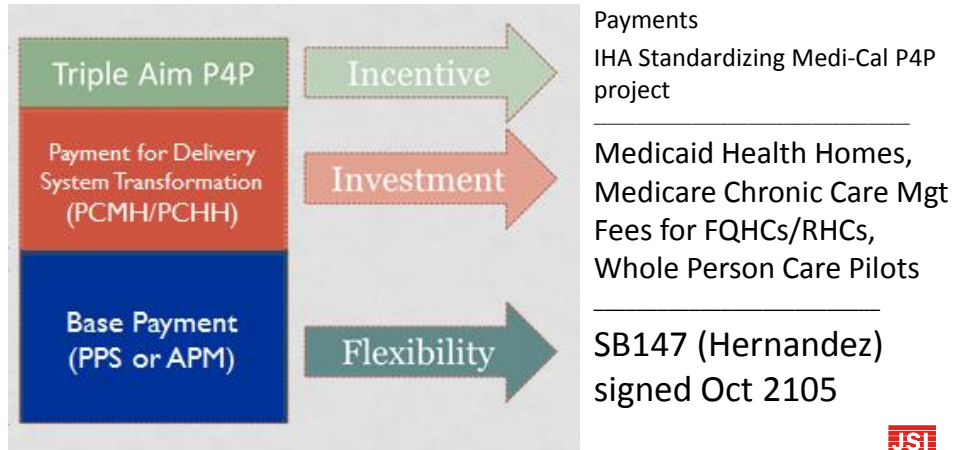 Triple Aim P4P
Incentive
Payments
IHA Standardizing Medi-Cal P4P
project
Payment for Delivery
System Transformation
(PCMH/PCHH)
Investment
Medicaid Health Homes,
Medicare Chronic Care Mgt
Fees for FQHCs/RHCs,
Whole Person Care Pilots
Base Payment
(PPS or APM)
Flexibility
SB147 (Hernandez)
signed Oct 2105
JSI